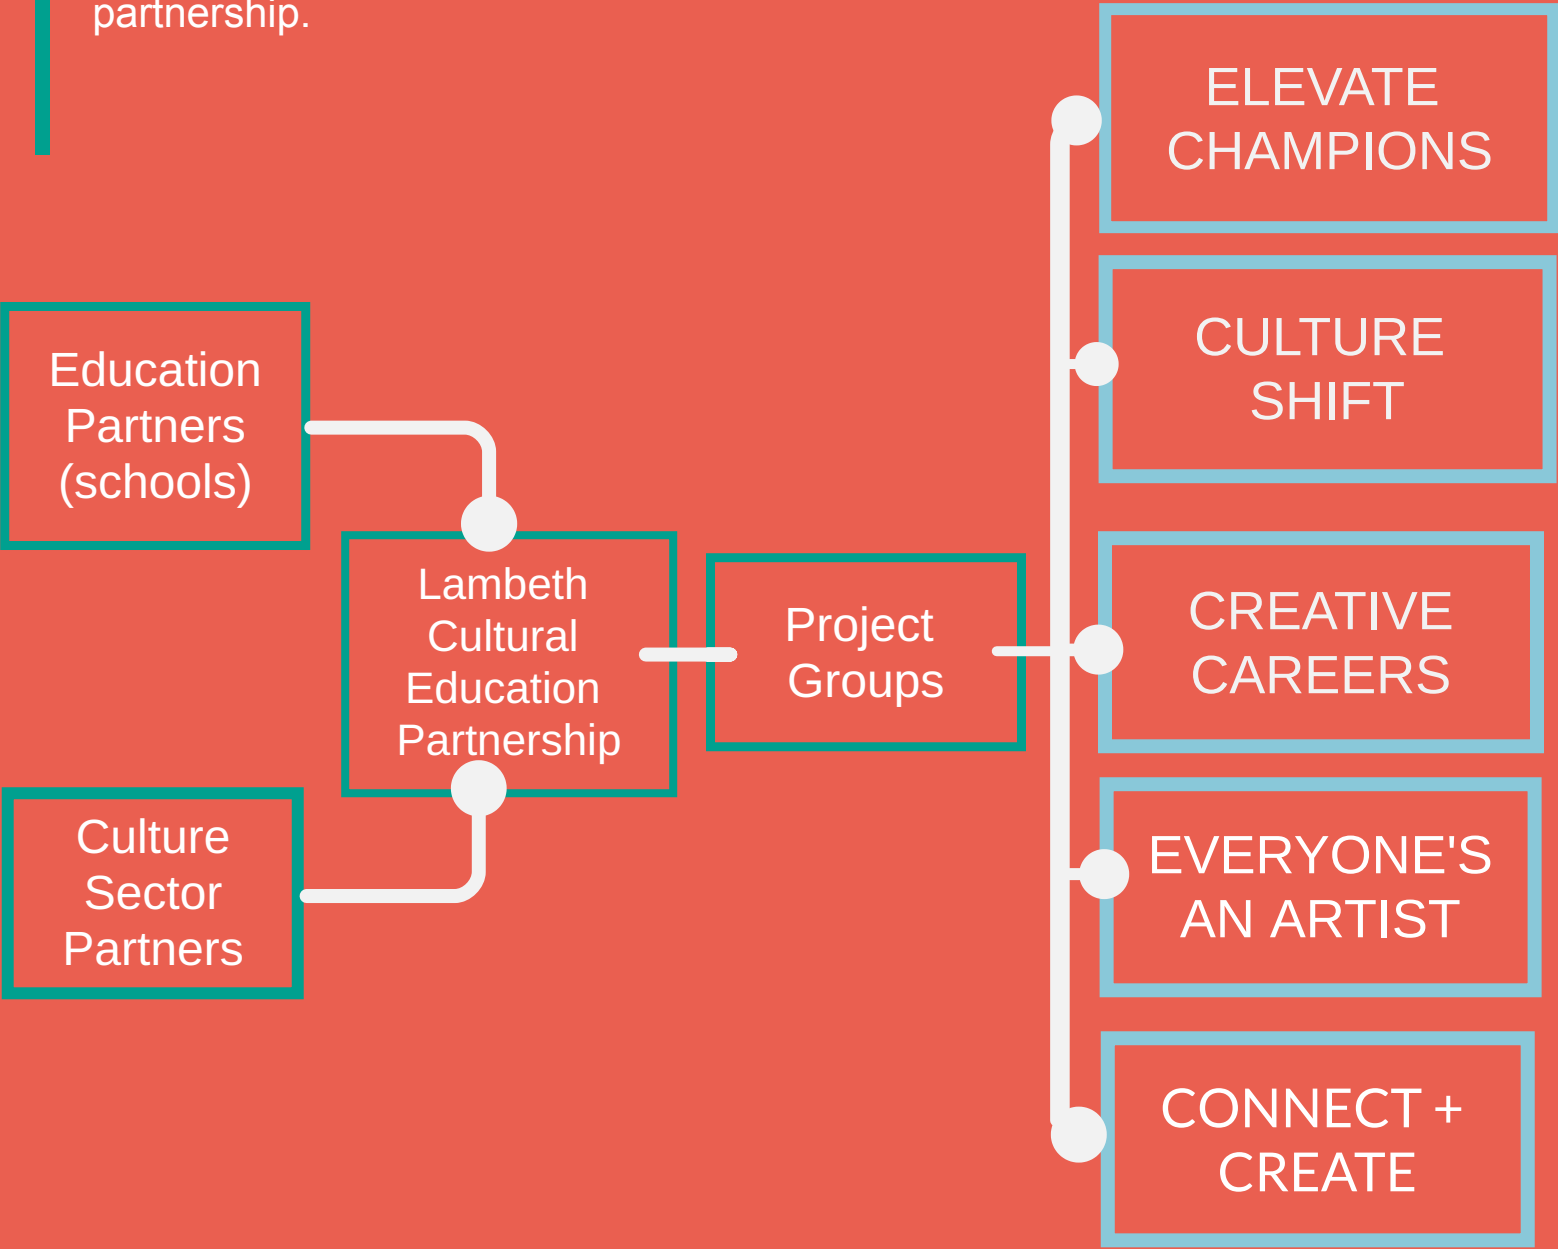 partnership.
Education
Partners
(schools)
Culture
Sector
Partners
Lambeth
Cultural
Education
Partnership
Project
Groups
ELEVATE
CHAMPIONS
CULTURE
SHIFT
CREATIVE
CAREERS
EVERYONE'S
AN ARTIST
CONNECT +
CREATE